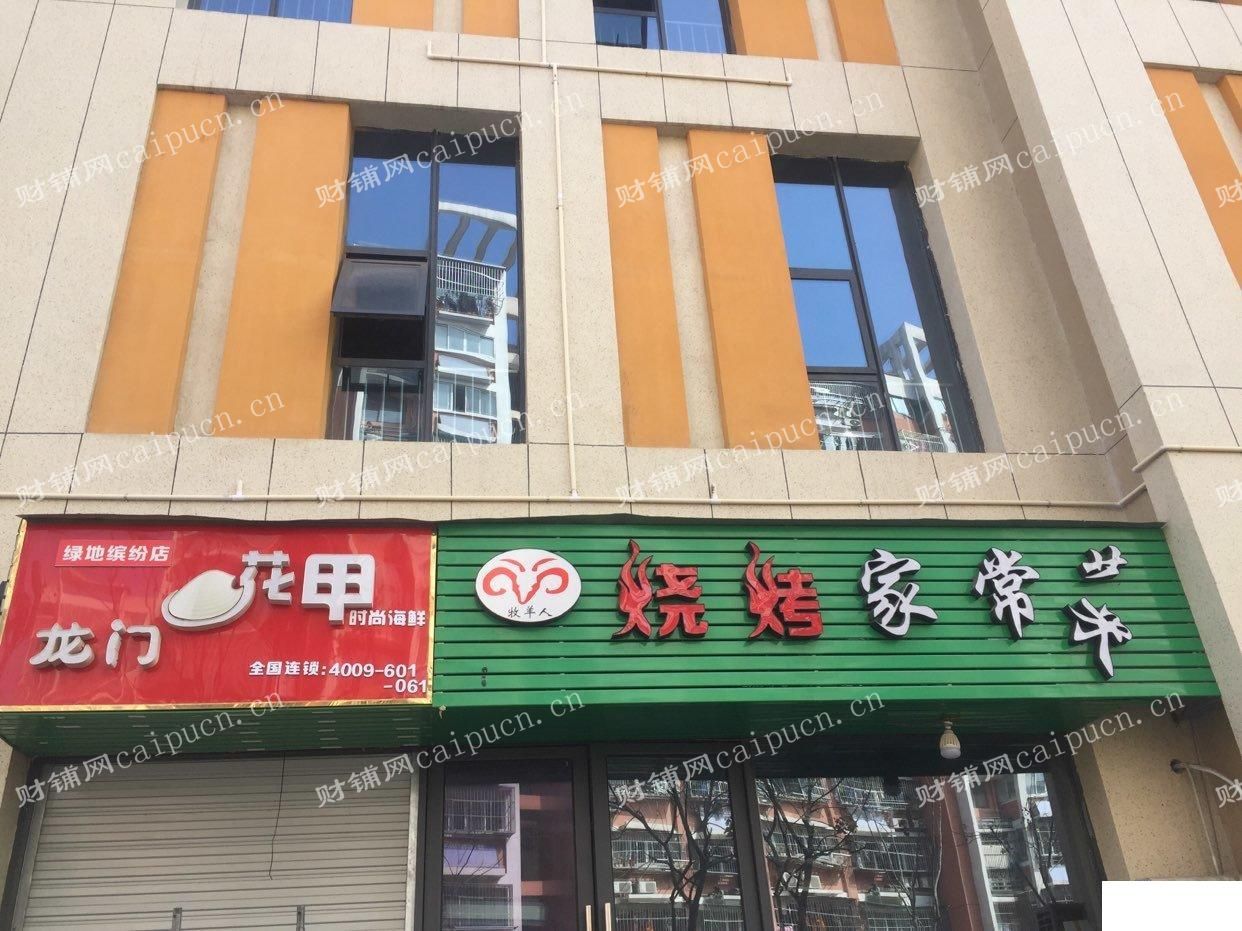 绿地缤纷店
龙门花甲
时尚海鲜
全国连锁:4009-601
-061
牧羊人
烧烤家常菜
财铺网caipucn.cn